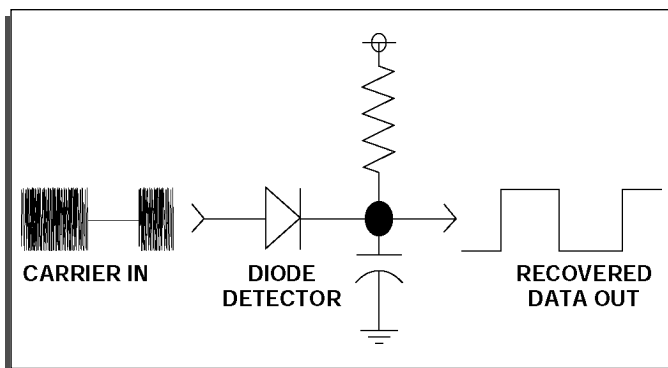 CARRIER IN
DIODE
DETECTOR
RECOVERED
DATA OUT